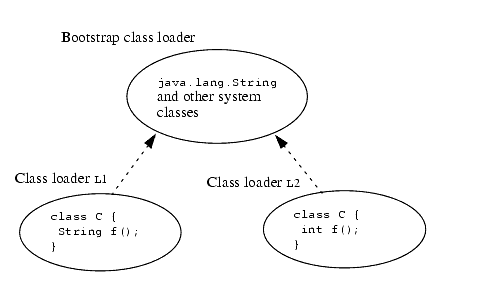 Bootstrap class loader
java.lang.String
and other system
classes
Class loader L1
Class loader L2
class C {
String f();
}
class C {
int f();
}